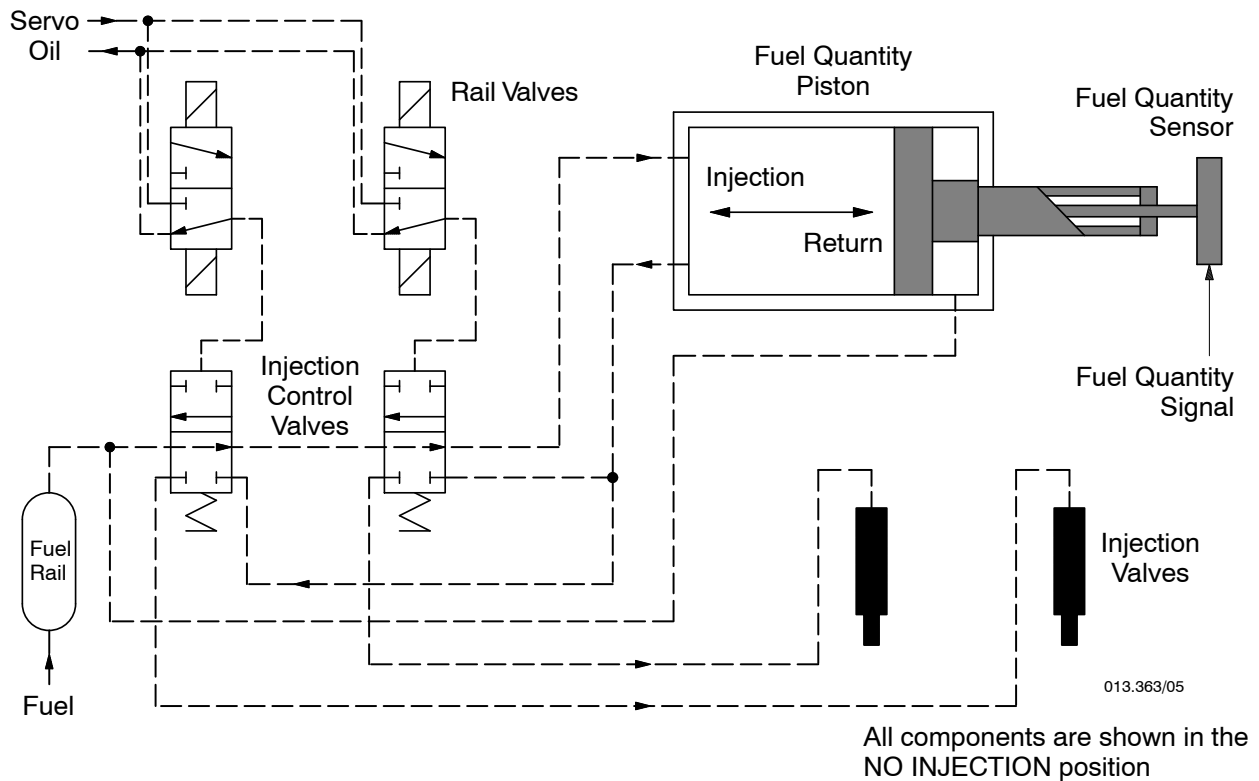 Servo
Oil
Rail Valves
Fuel Quantity
Piston
Fuel Quantity
Sensor
Injection
Return
Injection
Control
Valves
Fuel Quantity
Signal
Fuel
Rail
Injection
Valves
Fuel
013.363/05
All components are shown in the
NO INJECTION position